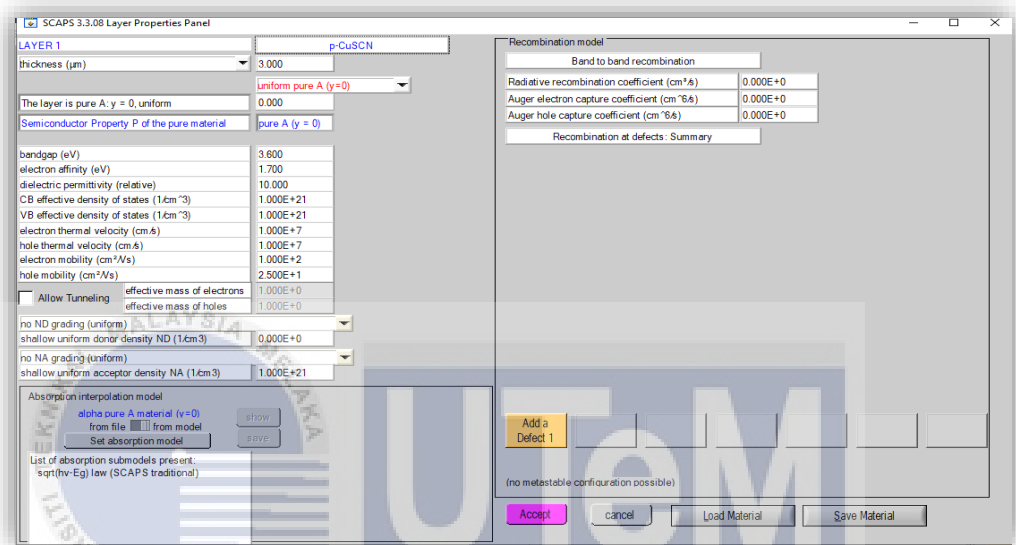 SCAPS 3.3.08 Layer Properties Panel
LAYER 1 p-CuSCN
thickness (µm) 3.000
uniform pure A (y=0)
The layer is pure A: y = 0, uniform 0.000
Semiconductor Property P of the pure material pure A (y = 0)
bandgap (eV) 3.600
electron affinity (eV) 1.700
dielectric permittivity (relative) 10.000
CB effective density of states (1/cm^3) 1.000E+21
VB effective density of states (1/cm^3) 1.000E+21
electron thermal velocity (cm/s) 1.000E+7
hole thermal velocity (cm/s) 1.000E+7
electron mobility (cm²/Vs) 1.000E+2
hole mobility (cm²/Vs) 2.500E+1
Allow Tunneling
effective mass of electrons 1.000E+0
effective mass of holes 1.000E+0
no ND grading (uniform)
shallow uniform donor density ND (1/cm3) 0.000E+0
no NA grading (uniform)
shallow uniform acceptor density NA (1/cm3) 1.000E+21
Absorption interpolation model
alpha pure A material (y=0)
from file from model
Set absorption model
show
save
List of absorption submodels present:
sqrt(hv-Eg) law (SCAPS traditional)
Recombination model
Band to band recombination
Radiative recombination coefficient (cm³/s) 0.000E+0
Auger electron capture coefficient (cm^6/s) 0.000E+0
Auger hole capture coefficient (cm^6/s) 0.000E+0
Recombination at defects: Summary
Add a
Defect 1
(no metastable configuration possible)
Accept cancel Load Material Save Material
UTeM
MALAYSIA MELAKA